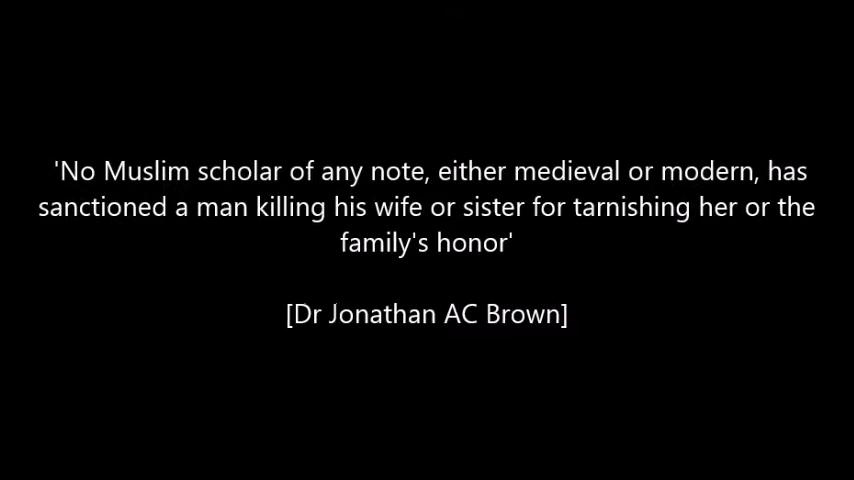 'No Muslim scholar of any note, either medieval or modern, has
sanctioned a man killing his wife or sister for tarnishing her or the
family's honor'
[Dr Jonathan AC Brown]